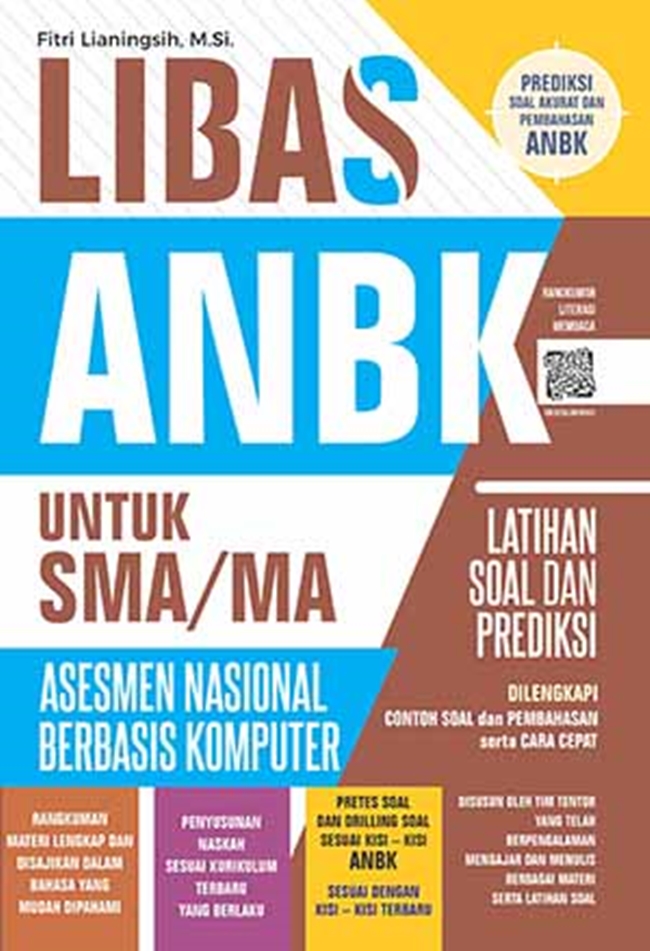 Fitri Lianingsih, M.Si.
LIBAS
PREDIKSI
SOAL AKURAT DAN
PEMBAHASAN
ANBK
ANBK
RANGKUMAN
LITERASI
MEMBACA
UNTUK
SMA/MA
LATIHAN
SOAL DAN
PREDIKSI
ASESMEN NASIONAL
BERBASIS KOMPUTER
DILENGKAPI
CONTOH SOAL dan PEMBAHASAN
serta CARA CEPAT
RANGKUMAN
MATERI LENGKAP DAN
DISAJIKAN DALAM
BAHASA YANG
MUDAH DIPAHAMI
PENYUSUNAN
NASKAH
SESUAI KURIKULUM
TERBARU
YANG BERLAKU
PRETES SOAL
DAN DRILLING SOAL
SESUAI KISI – KISI
ANBK
SESUAI DENGAN
KISI – KISI TERBARU
DISUSUN OLEH TIM TENTOR
YANG TELAH
BERPENGALAMAN
MENGAJAR DAN MENULIS
BERBAGAI MATERI
SERTA LATIHAN SOAL